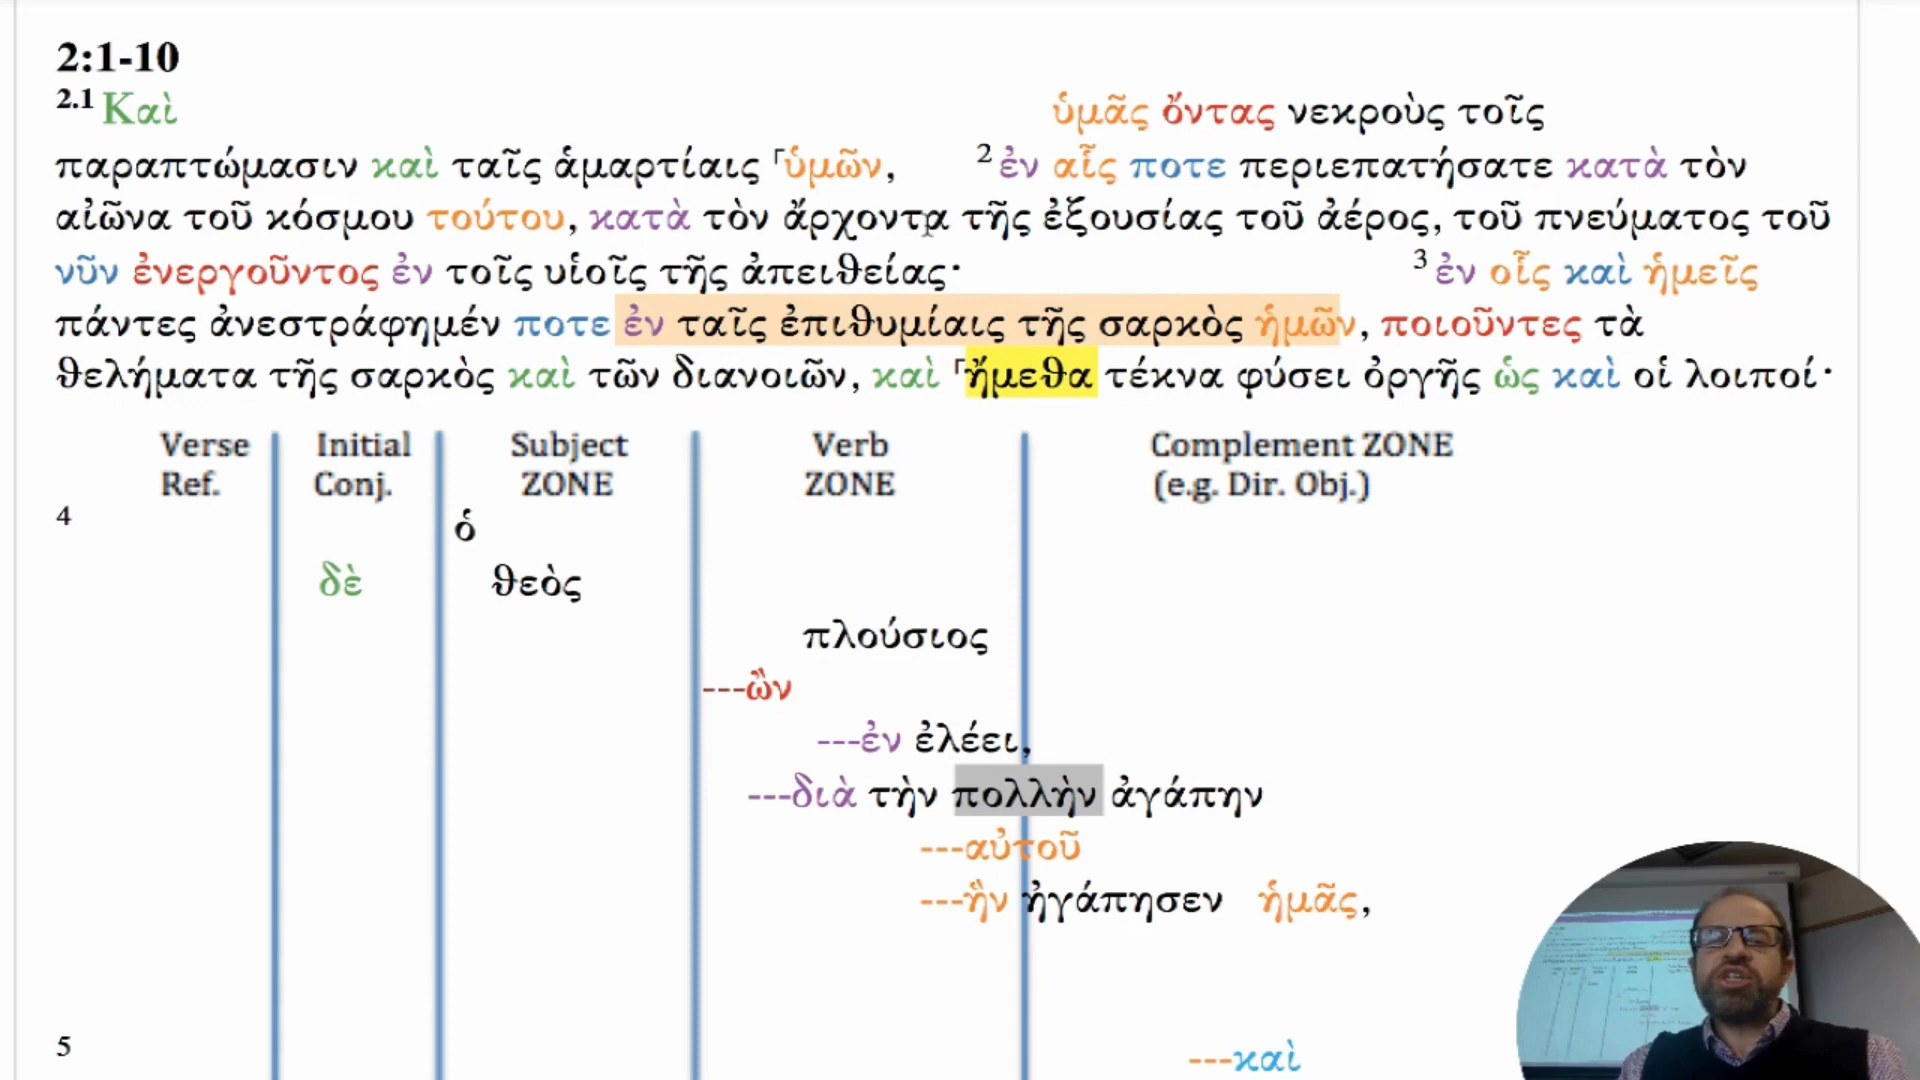 2:1-10
2.1 Καὶ ὑμᾶς ὄντας νεκροὺς τοῖς
παραπτώμασιν καὶ ταῖς ἁμαρτίαις ⸀ὑμῶν, 2 ἐν αἷς ποτε περιεπατήσατε κατὰ τὸν
αἰῶνα τοῦ κόσμου τούτου, κατὰ τὸν ἄρχοντα τῆς ἐξουσίας τοῦ ἀέρος, τοῦ πνεύματος τοῦ
νῦν ἐνεργοῦντος ἐν τοῖς υἱοῖς τῆς ἀπειθείας· 3 ἐν οἷς καὶ ἡμεῖς
πάντες ἀνεστράφημέν ποτε ἐν ταῖς ἐπιθυμίαις τῆς σαρκὸς ἡμῶν, ποιοῦντες τὰ
θελήματα τῆς σαρκὸς καὶ τῶν διανοιῶν, καὶ ⸀ἤμεθα τέκνα φύσει ὀργῆς ὡς καὶ οἱ λοιποί·
Verse Ref.
Initial Conj.
Subject ZONE
Verb ZONE
Complement ZONE (e.g. Dir. Obj.)
4 ὁ
δὲ θεὸς
πλούσιος
---ὢν
---ἐν ἐλέει,
---διὰ τὴν πολλὴν ἀγάπην
---αὐτοῦ
---ἣν ἠγάπησεν ἡμᾶς,
5 ---καὶ